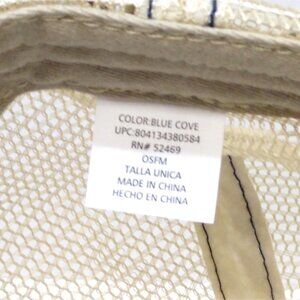 COLOR:BLUE COVE
UPC:804134380584
RN# 52469
OSFM
TALLA UNICA
MADE IN CHINA
HECHO EN CHINA